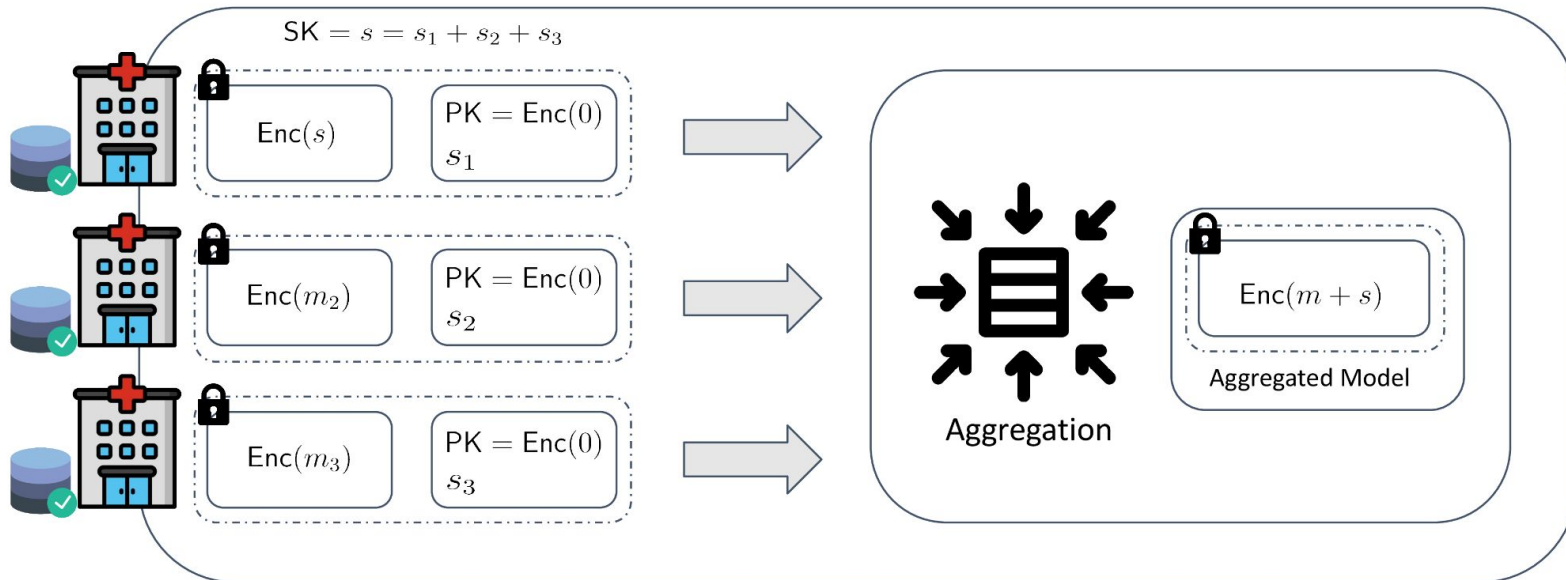 SK = s = s₁ + s₂ + s₃
Enc(s)
PK = Enc(0)
s₁
Enc(m₂)
PK = Enc(0)
s₂
Enc(m₃)
PK = Enc(0)
s₃
Aggregation
Enc(m + s)
Aggregated Model